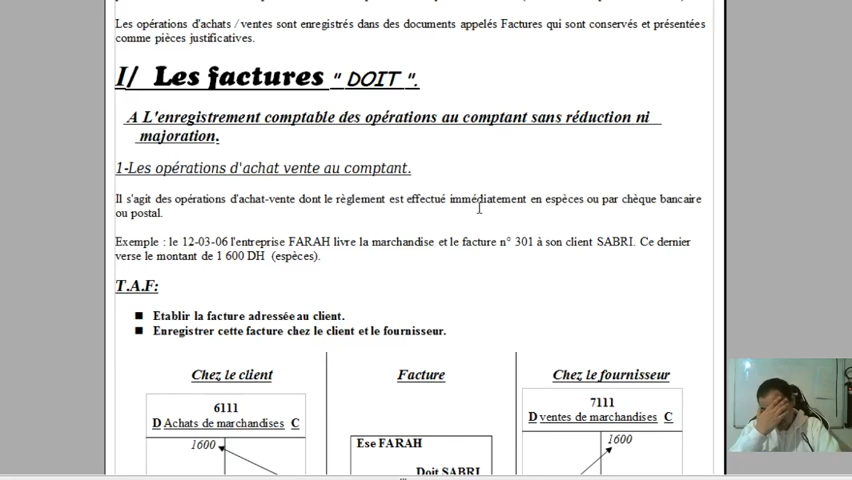 Les opérations d'achats / ventes sont enregistrés dans des documents appelés Factures qui sont conservés et présentées
comme pièces justificatives.
I/ Les factures " DOIT ".
A L'enregistrement comptable des opérations au comptant sans réduction ni
majoration.
1-Les opérations d'achat vente au comptant.
Il s'agit des opérations d'achat-vente dont le règlement est effectué immédiatement en espèces ou par chèque bancaire
ou postal.
Exemple : le 12-03-06 l'entreprise FARAH livre la marchandise et le facture n° 301 à son client SABRI. Ce dernier
verse le montant de 1 600 DH (espèces).
T.A.F:
■ Etablir la facture adressée au client.
■ Enregistrer cette facture chez le client et le fournisseur.
Chez le client
6111
D Achats de marchandises C
1600
Facture
Ese FARAH
Doit SABRI
Chez le fournisseur
7111
D ventes de marchandises C
1600